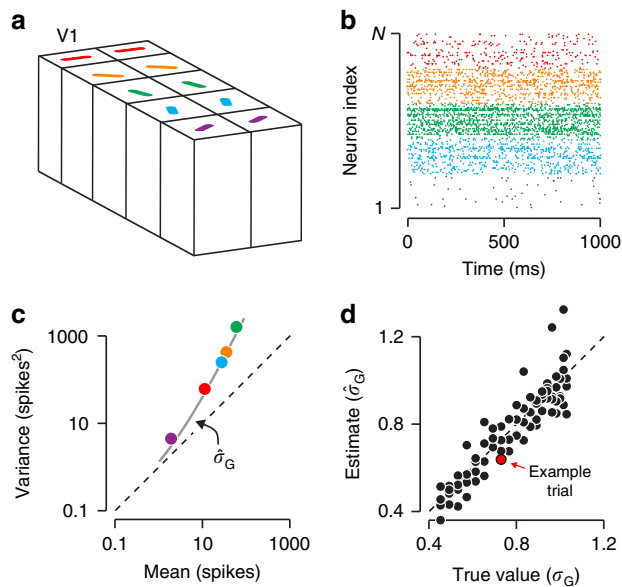 a
V1
b
N
Neuron index
1
0
500
1000
Time (ms)
c
1000
10
0.1
Variance (spikes²)
σ̂G
0.1
10
1000
Mean (spikes)
d
1.2
0.8
0.4
Estimate (σ̂G)
Example
trial
0.4
0.8
1.2
True value (σG)